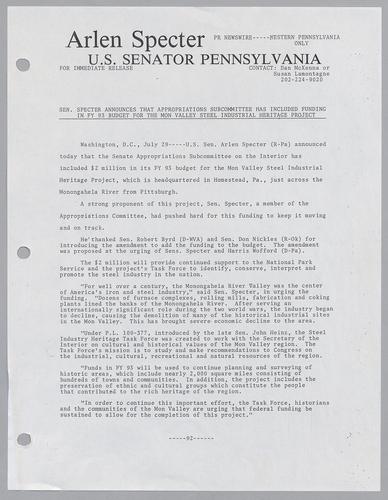 Arlen Specter PR NEWSWIRE-----WESTERN PENNSYLVANIA
ONLY
U.S. SENATOR PENNSYLVANIA
FOR IMMEDIATE RELEASE CONTACT: Dan McKenna or
Susan Lamontagne
202-224-9020
SEN. SPECTER ANNOUNCES THAT APPROPRIATIONS SUBCOMMITTEE HAS INCLUDED FUNDING
IN FY 93 BUDGET FOR THE MON VALLEY STEEL INDUSTRIAL HERITAGE PROJECT
Washington, D.C., July 29-----U.S. Sen. Arlen Specter (R-Pa) announced
today that the Senate Appropriations Subcommittee on the Interior has
included $2 million in its FY 93 budget for the Mon Valley Steel Industrial
Heritage Project, which is headquartered in Homestead, Pa., just across the
Monongahela River from Pittsburgh.
A strong proponent of this project, Sen. Specter, a member of the
Appropriations Committee, had pushed hard for this funding to keep it moving
and on track.
He thanked Sen. Robert Byrd (D-WVA) and Sen. Don Nickles (R-Ok) for
introducing the amendment to add the funding to the budget. The amendment
was proposed at the urging of Sens. Specter and Harris Wofford (D-Pa).
The $2 million will provide continued support to the National Park
Service and the project's Task Force to identify, conserve, interpret and
promote the steel industry in the nation.
"For well over a century, the Monongahela River Valley was the center
of America's iron and steel industry," said Sen. Specter, in urging the
funding. "Dozens of furnace complexes, rolling mills, fabrication and coking
plants lined the banks of the Monongahela River. After serving an
internationally significant role during the two world wars, the industry began
to decline, causing the demolition of many of the historical industrial sites
in the Mon Valley. This has brought severe economic decline to the area.
"Under P.L. 100-377, introduced by the late Sen. John Heinz, the Steel
Industry Heritage Task Force was created to work with the Secretary of the
Interior on cultural and historical values of the Mon Valley region. The
Task Force's mission is to study and make recommendations to Congress on
the industrial, cultural, recreational and natural resources of the region.
"Funds in FY 93 will be used to continue planning and surveying of
historic areas, which include nearly 2,000 square miles consisting of
hundreds of towns and communities. In addition, the project includes the
preservation of ethnic and cultural groups which constitute the people
that contributed to the rich heritage of the region.
"In order to continue this important effort, the Task Force, historians
and the communities of the Mon Valley are urging that federal funding be
sustained to allow for the completion of this project."
-----92-----